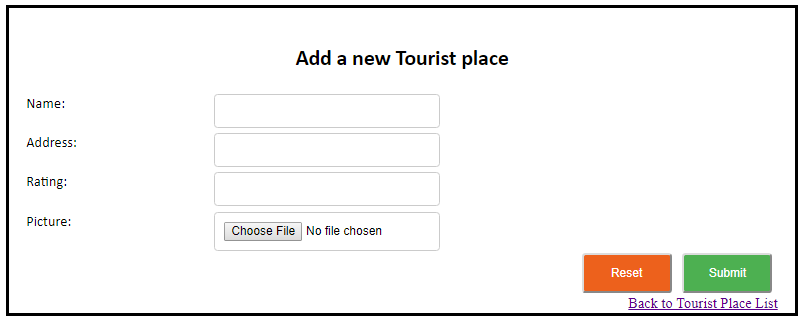 Add a new Tourist place
Name:
Address:
Rating:
Picture:
Choose File No file chosen
Reset Submit
Back to Tourist Place List